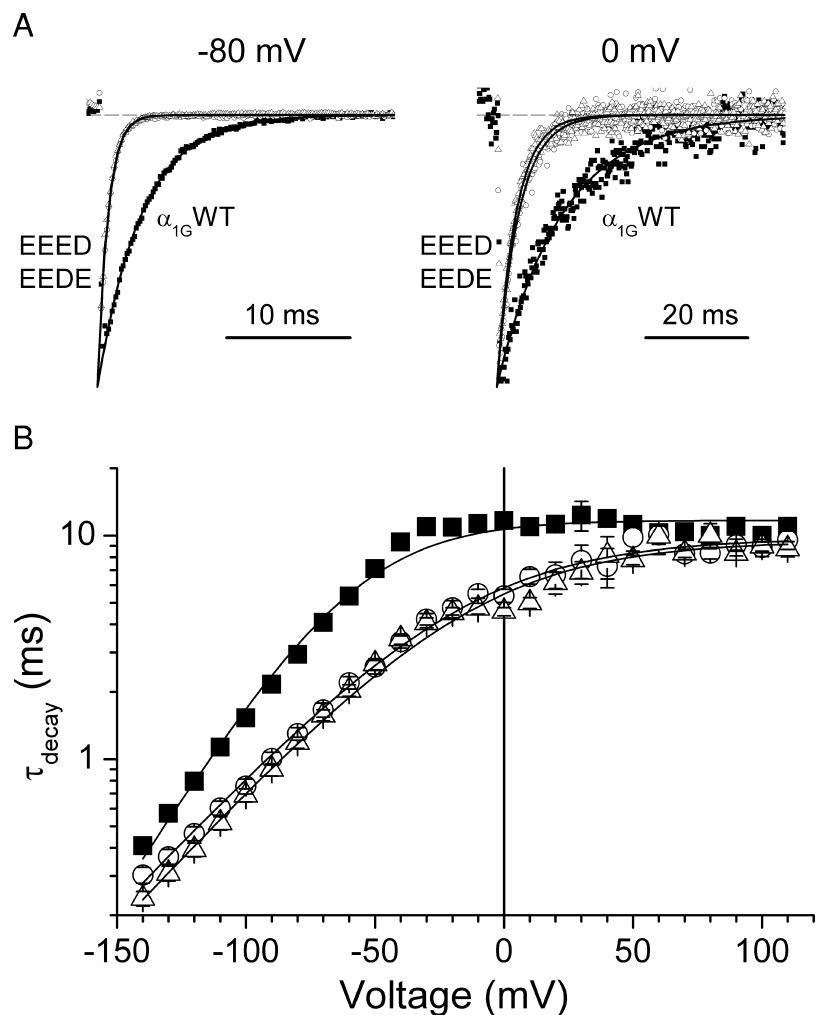 A
-80 mV
0 mV
α1GWT
EEED
EEDE
10 ms
α1GWT
EEED
EEDE
20 ms
B
10
1
τdecay (ms)
-150 -100 -50 0 50 100
Voltage (mV)